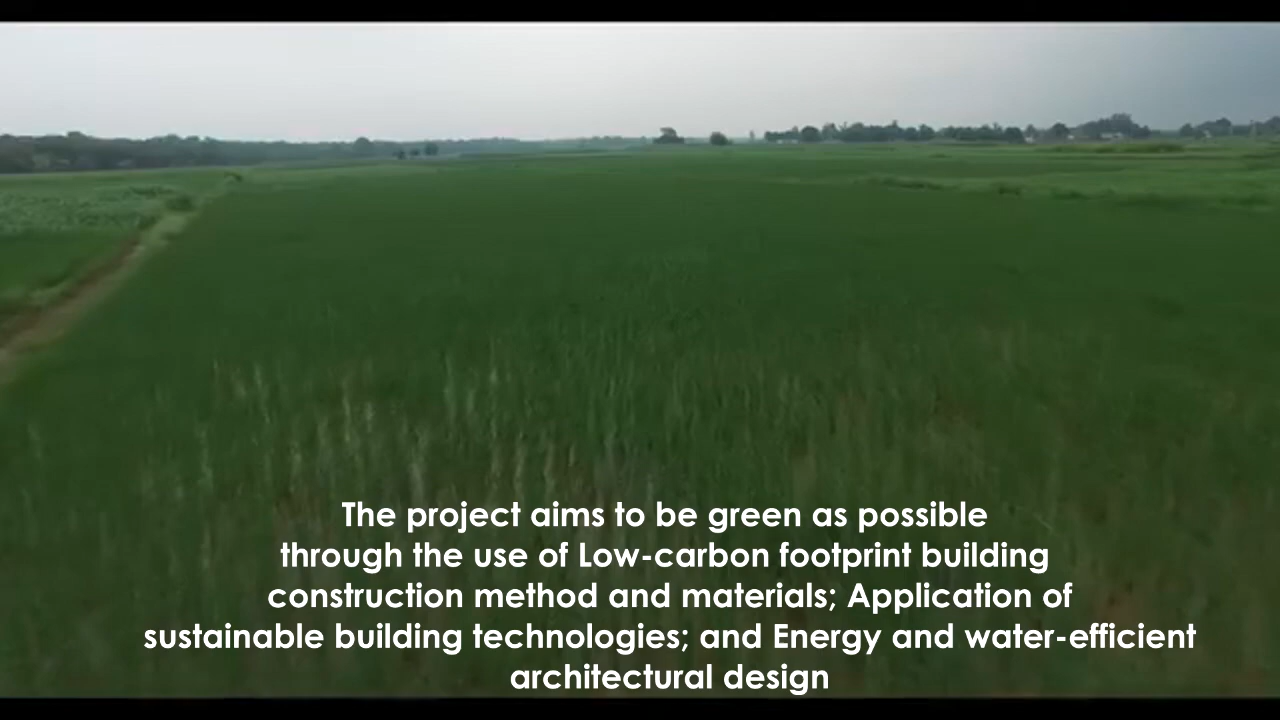 The project aims to be green as possible
through the use of Low-carbon footprint building
construction method and materials; Application of
sustainable building technologies; and Energy and water-efficient
architectural design